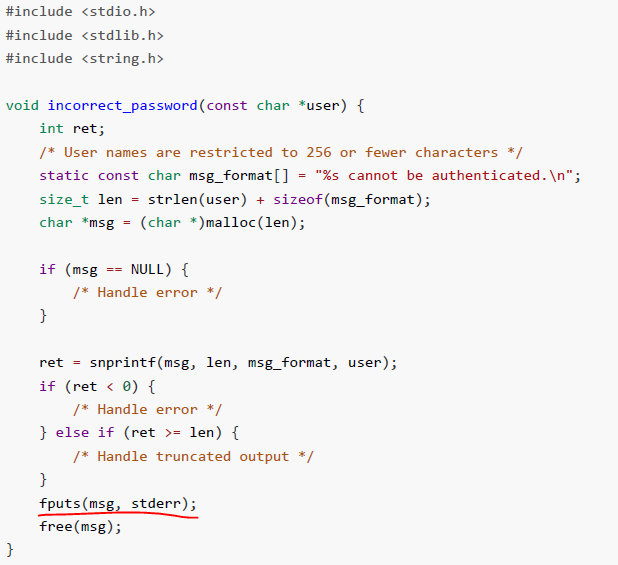 #include <stdio.h>
#include <stdlib.h>
#include <string.h>

void incorrect_password(const char *user) {
    int ret;
    /* User names are restricted to 256 or fewer characters */
    static const char msg_format[] = "%s cannot be authenticated.\n";
    size_t len = strlen(user) + sizeof(msg_format);
    char *msg = (char *)malloc(len);

    if (msg == NULL) {
        /* Handle error */
    }

    ret = snprintf(msg, len, msg_format, user);
    if (ret < 0) {
        /* Handle error */
    } else if (ret >= len) {
        /* Handle truncated output */
    }
    fputs(msg, stderr);
    free(msg);
}